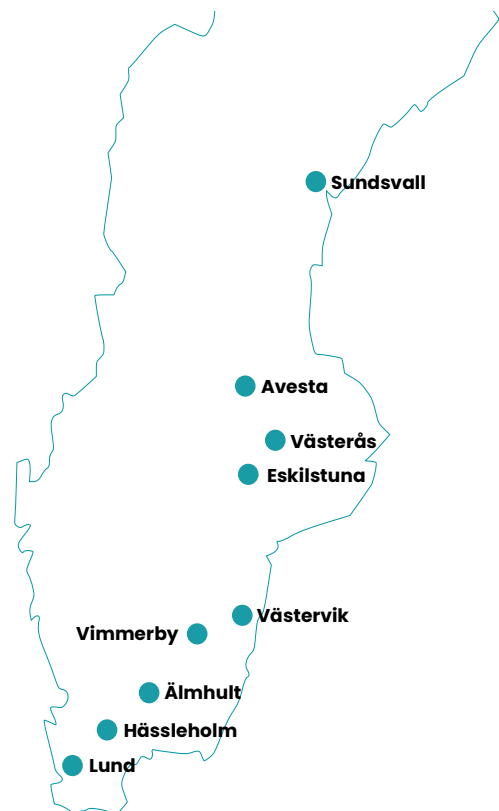 Sundsvall
Avesta
Västerås
Eskilstuna
Västervik
Vimmerby
Älmhult
Hässleholm
Lund